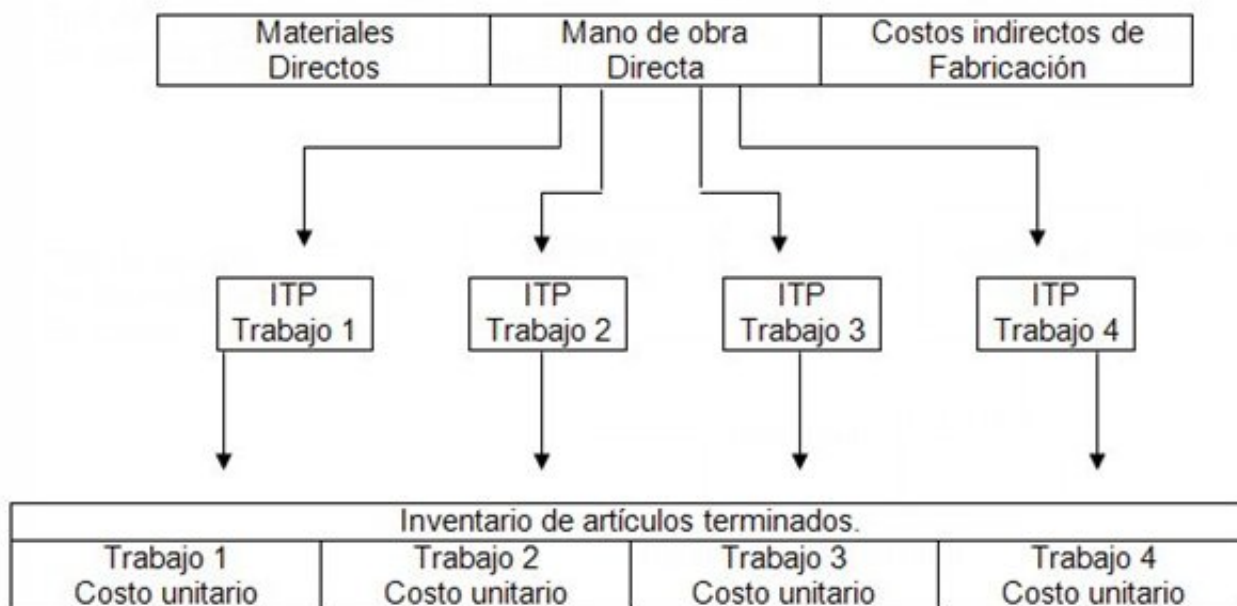 Materiales
Directos
Mano de obra
Directa
Costos indirectos de
Fabricación
ITP
Trabajo 1
ITP
Trabajo 2
ITP
Trabajo 3
ITP
Trabajo 4
Inventario de artículos terminados.
Trabajo 1
Costo unitario
Trabajo 2
Costo unitario
Trabajo 3
Costo unitario
Trabajo 4
Costo unitario